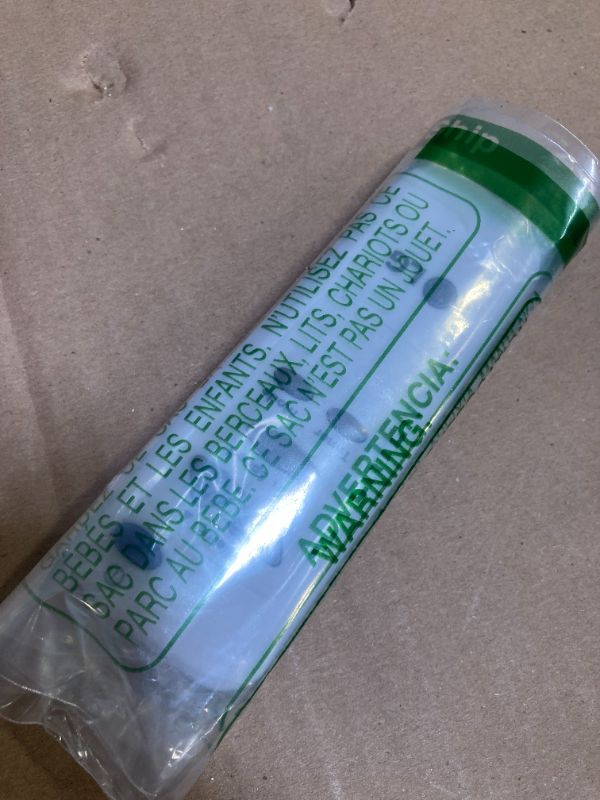 hip
BÉBÉS ET LES ENFANTS. N'UTILISEZ PAS CE
SAC DANS LES BERCEAUX, LITS, CHARIOTS OU
PARC AU BÉBÉ. CE SAC N'EST PAS UN JOUET.
ADVERTENCIA.
WARNING.